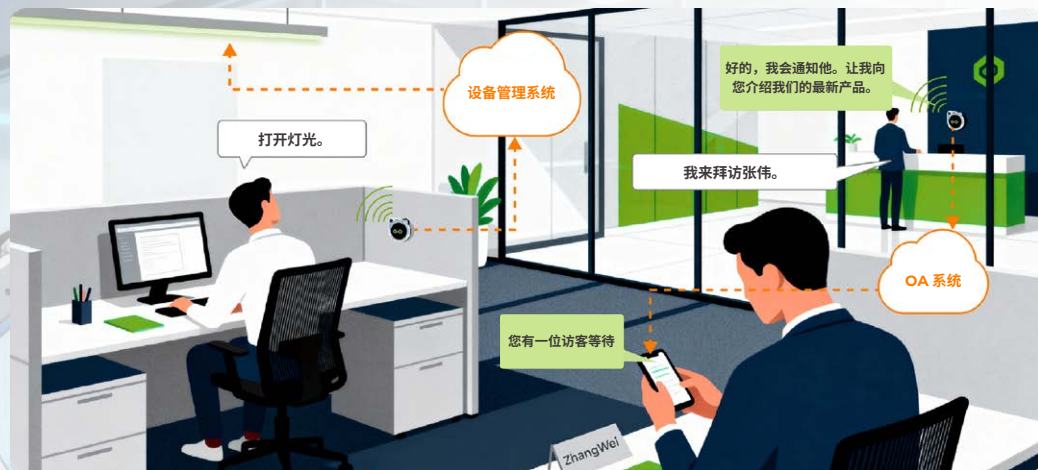 设备管理系统
好的，我会通知他。让我向
您介绍我们的最新产品。
打开灯光。
我来拜访张伟。
OA 系统
您有一位访客等待
ZhangWei